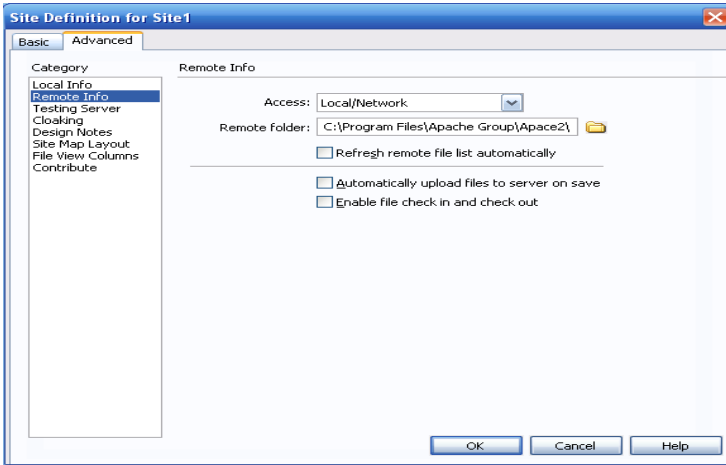 Site Definition for Site1
Basic
Advanced
Category
Local Info
Remote Info
Testing Server
Cloaking
Design Notes
Site Map Layout
File View Columns
Contribute
Remote Info
Access: Local/Network
Remote folder: C:\Program Files\Apache Group\Apace2\
Refresh remote file list automatically
Automatically upload files to server on save
Enable file check in and check out
OK
Cancel
Help